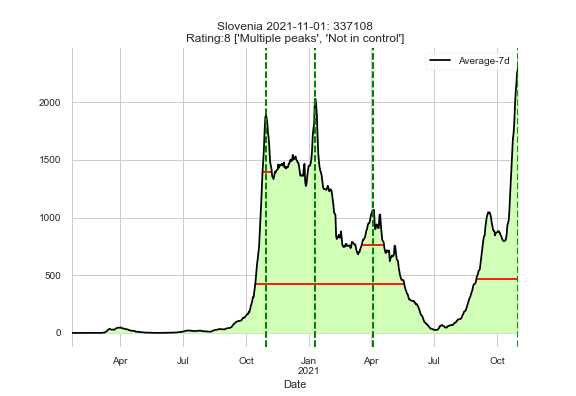 Slovenia 2021-11-01: 337108
Rating:8 ['Multiple peaks', 'Not in control']
Average-7d
2000
1500
1000
500
0
Apr Jul Oct Jan Apr Jul Oct
2021
Date